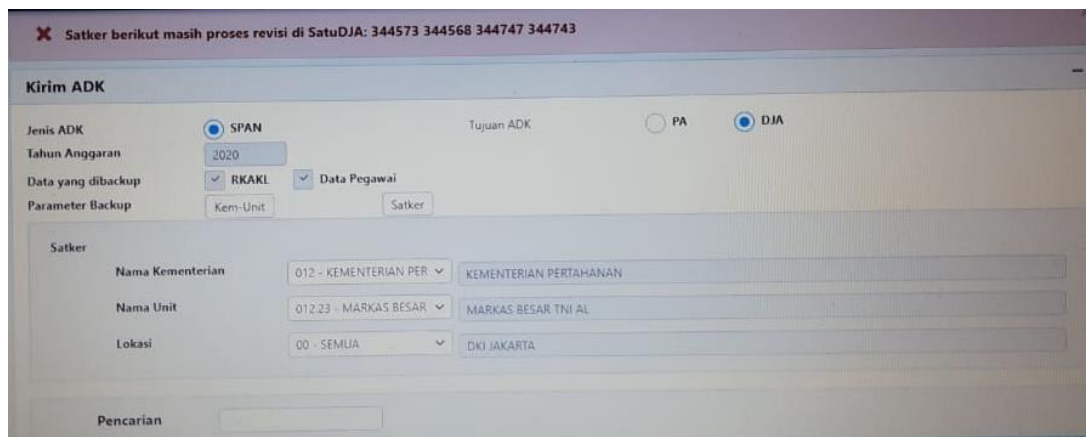 Satker berikut masih proses revisi di SatuDJA: 344573 344568 344747 344743
Kirim ADK
Jenis ADK SPAN Tujuan ADK PA DJA
Tahun Anggaran 2020
Data yang dibackup RKAKL Data Pegawai
Parameter Backup Kem-Unit Satker
Satker
Nama Kementerian 012 - KEMENTERIAN PER KEMENTERIAN PERTAHANAN
Nama Unit 012.23 - MARKAS BESAR MARKAS BESAR TNI AL
Lokasi 00 - SEMUA DKI JAKARTA
Pencarian